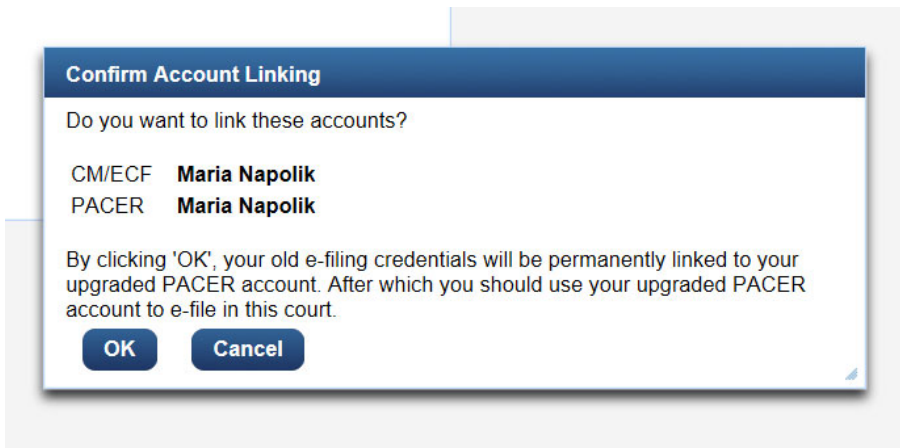 Confirm Account Linking
Do you want to link these accounts?
CM/ECF Maria Napolik
PACER Maria Napolik
By clicking 'OK', your old e-filing credentials will be permanently linked to your
upgraded PACER account. After which you should use your upgraded PACER
account to e-file in this court.
OK Cancel